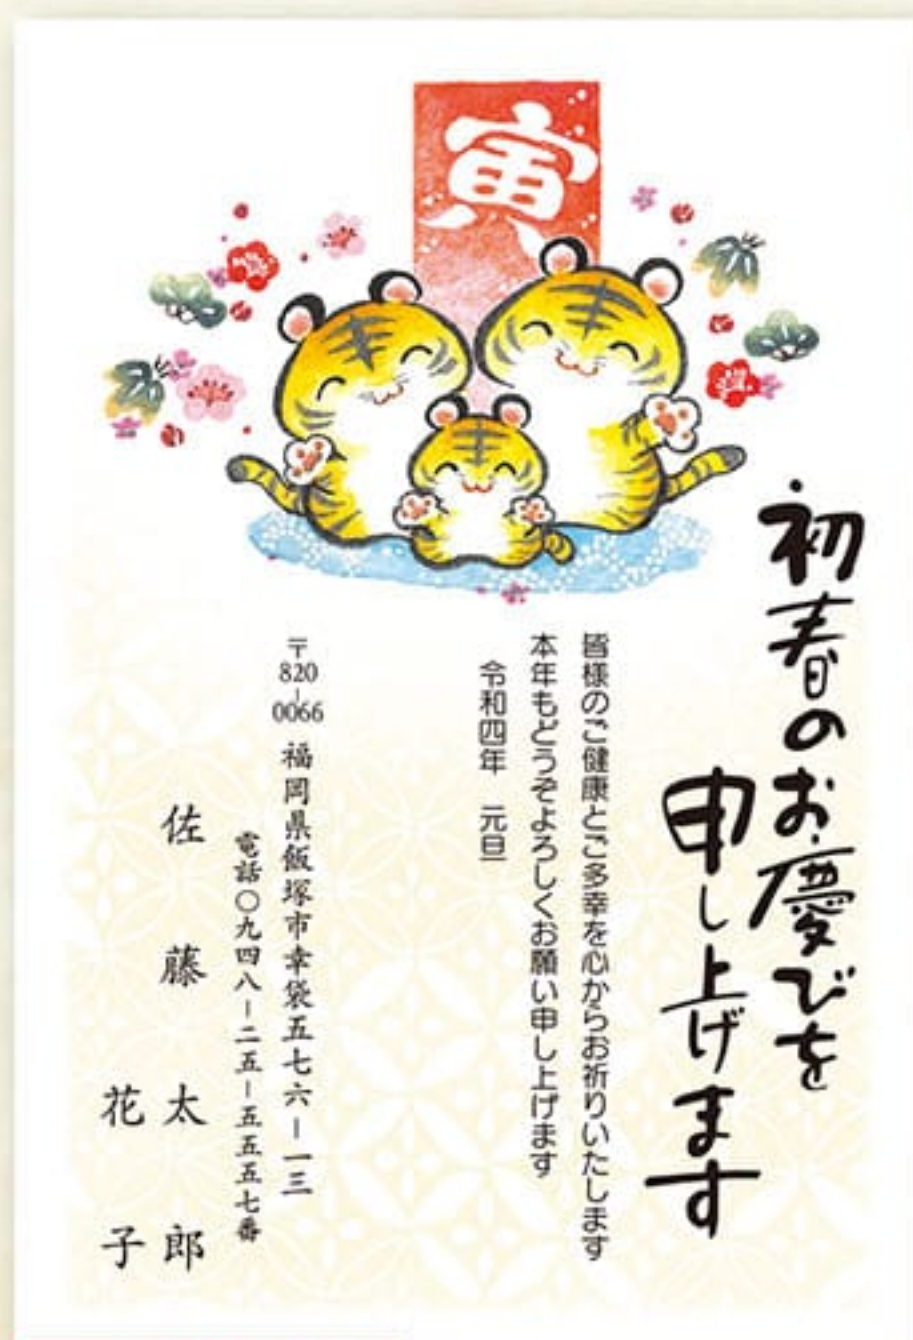 寅
初春のお慶びを
申し上げます
皆様のご健康とご多幸を心からお祈りいたします
本年もどうぞよろしくお願い申し上げます
令和四年　元旦
〒820-0066 福岡県飯塚市幸袋五七六-一三
電話〇九四八-二五-五五五七番
佐藤太郎
花子